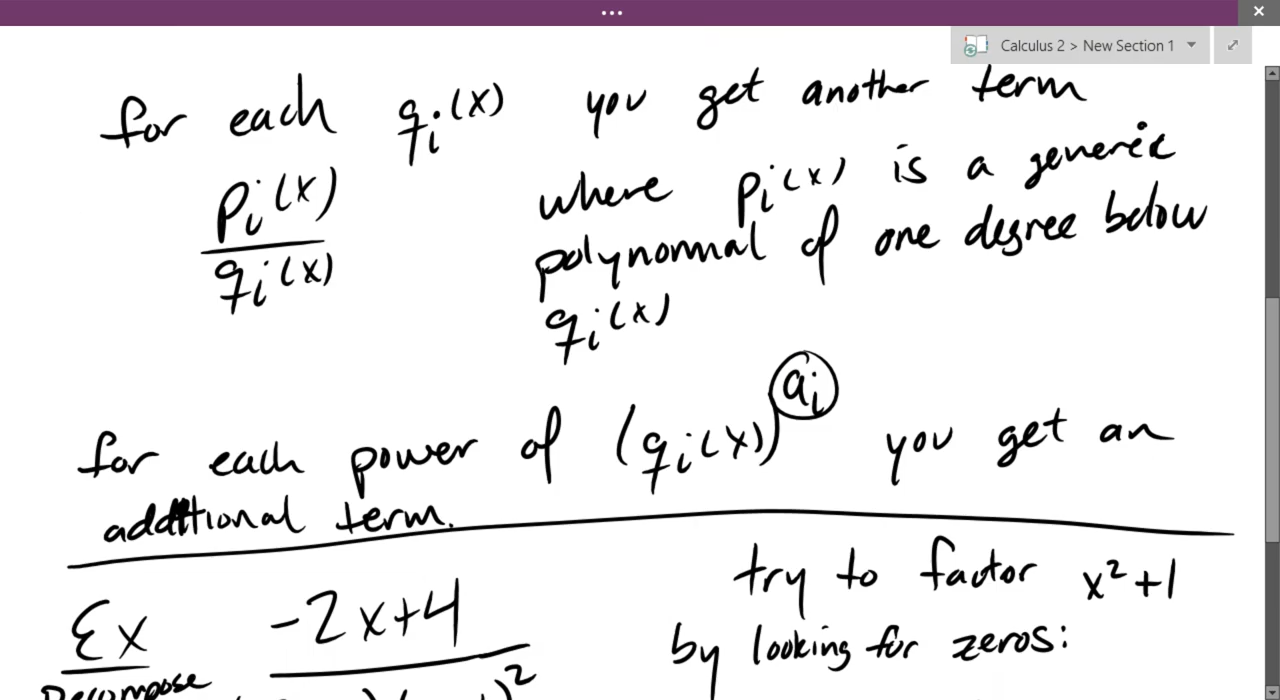 Calculus 2 > New Section 1
for each qᵢ(x) you get another term
pᵢ(x)/qᵢ(x) where pᵢ(x) is a generic
polynomial of one degree below
qᵢ(x)
for each power of (qᵢ(x))^aᵢ you get an
additional term.
try to factor x²+1
by looking for zeros:
Ex -2x+4
Decompose